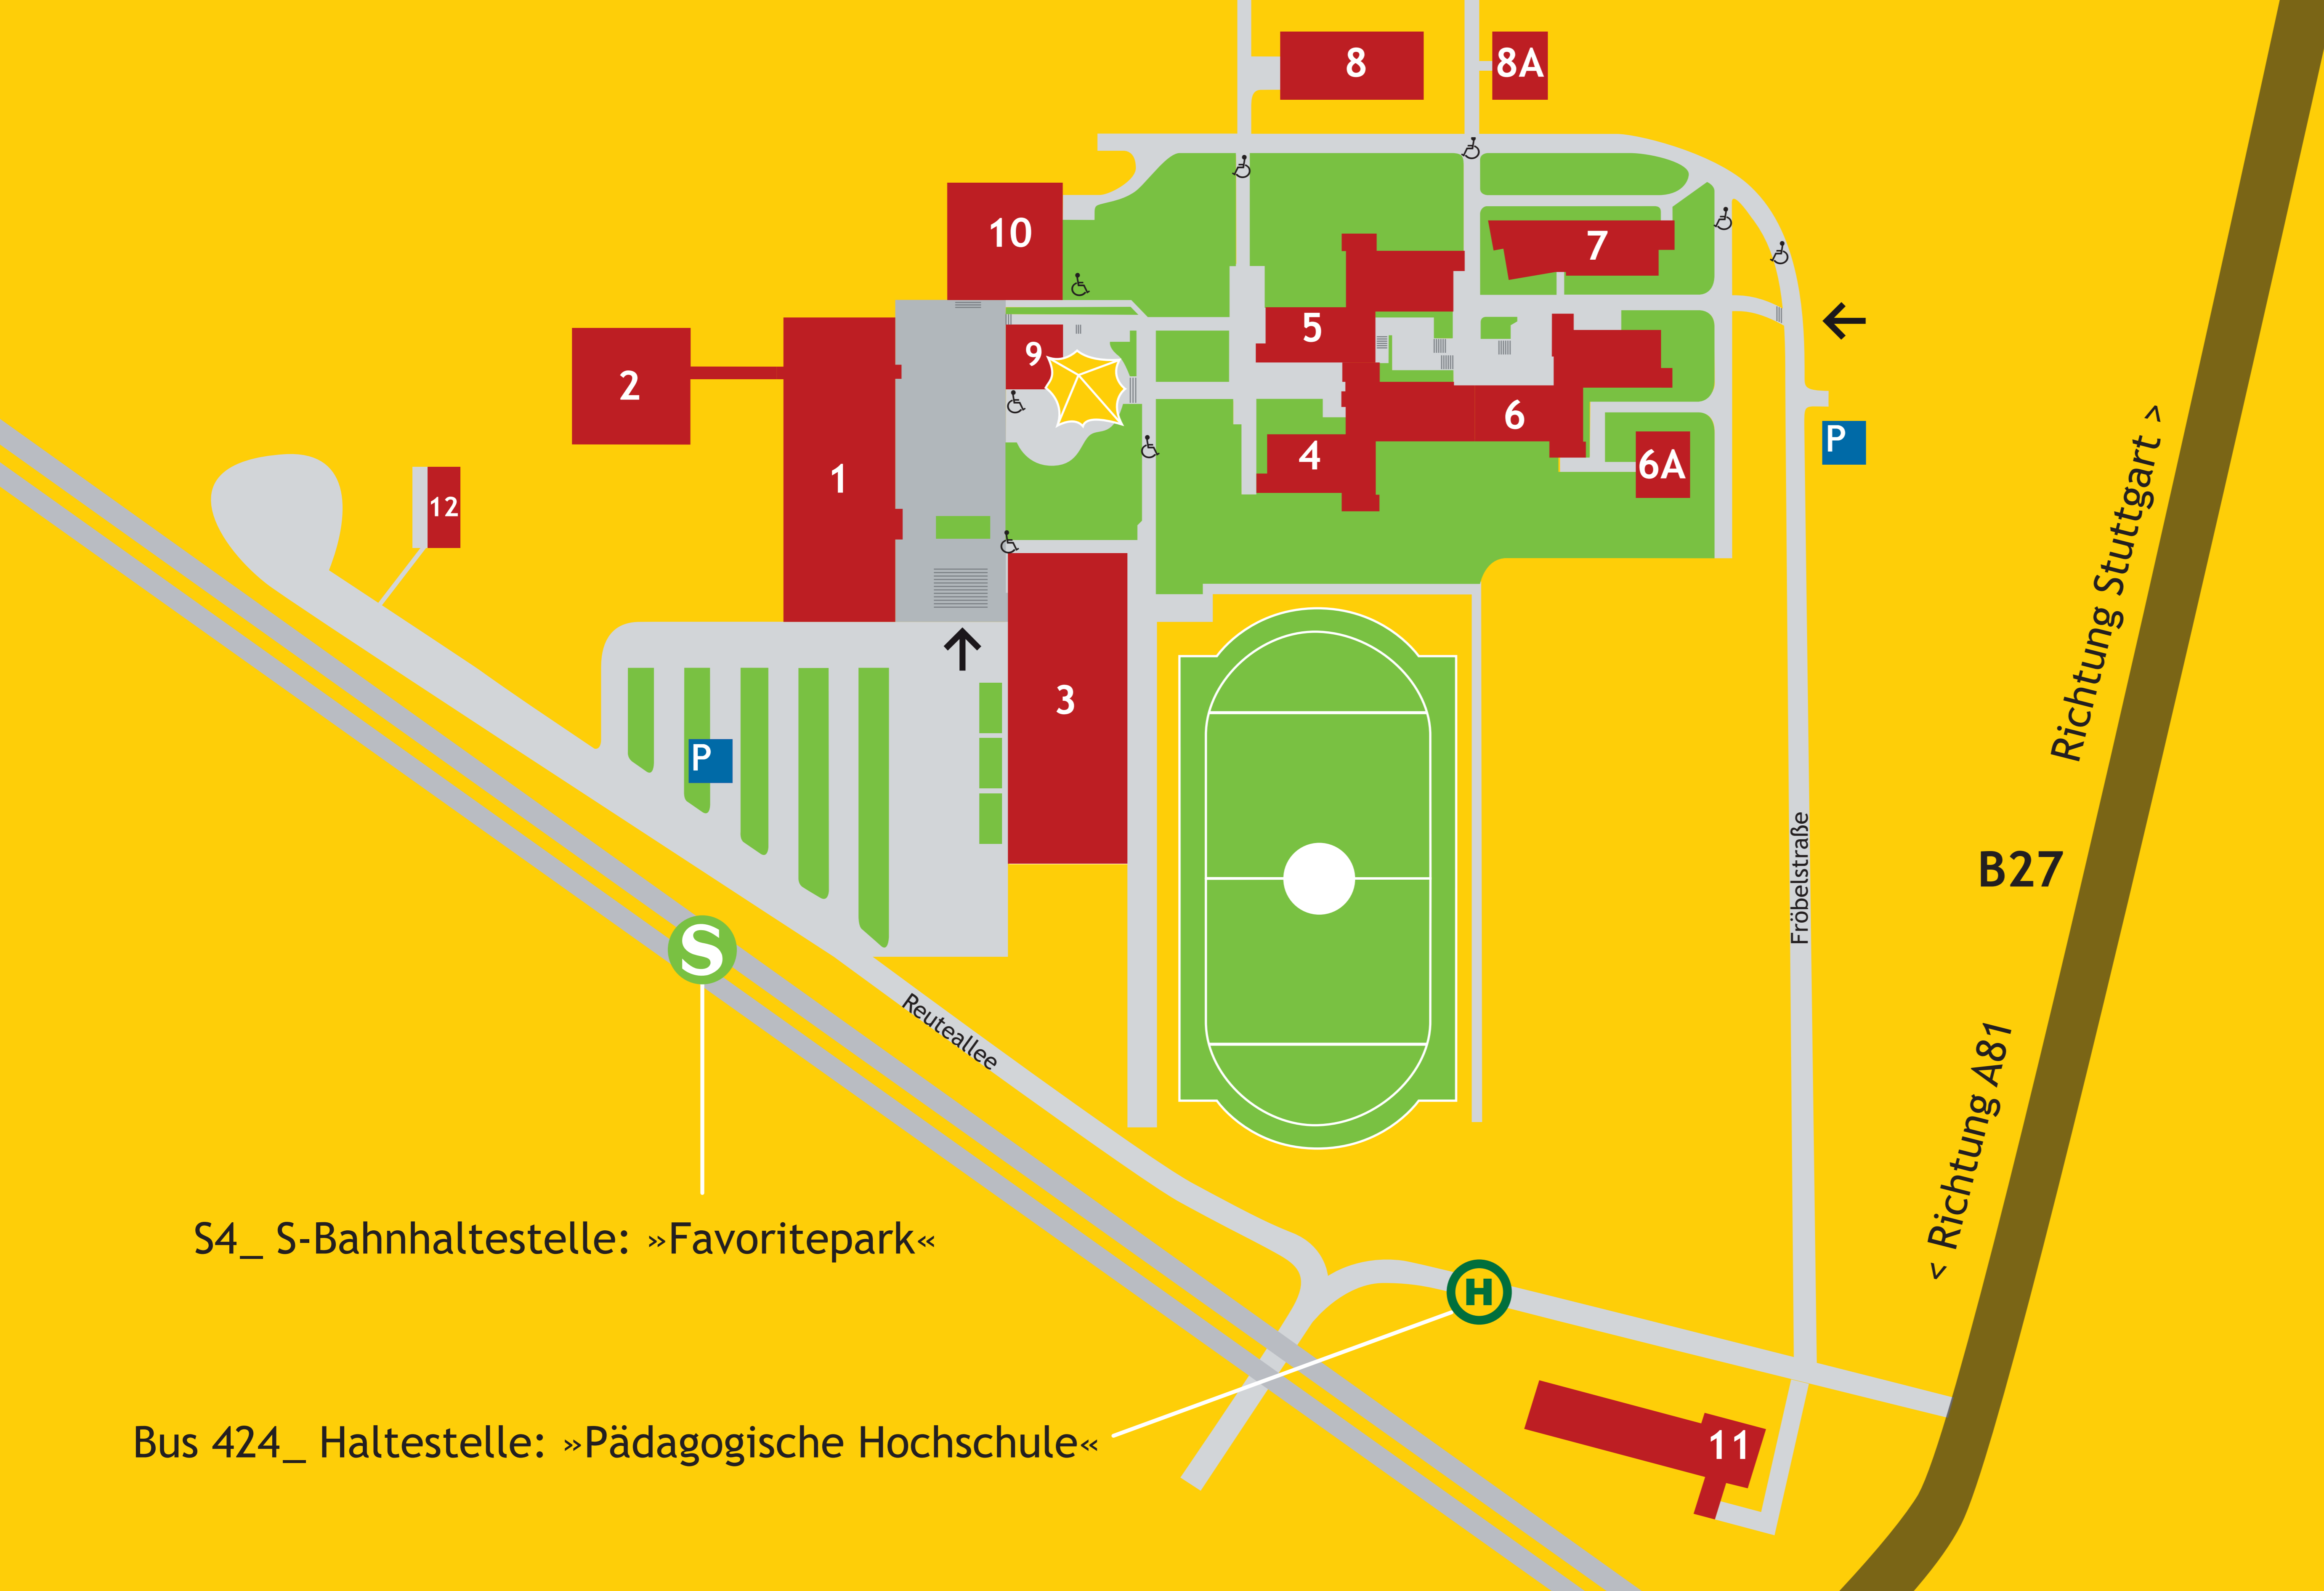 8
8A
10
7
5
9
2
6
4
6A
1
12
P
3
P
Richtung Stuttgart >
Fröbelstraße
B27
S
Reuteallee
< Richtung A81
S4_ S-Bahnhaltestelle: »Favoritepark«
H
Bus 424_ Haltestelle: »Pädagogische Hochschule«
11